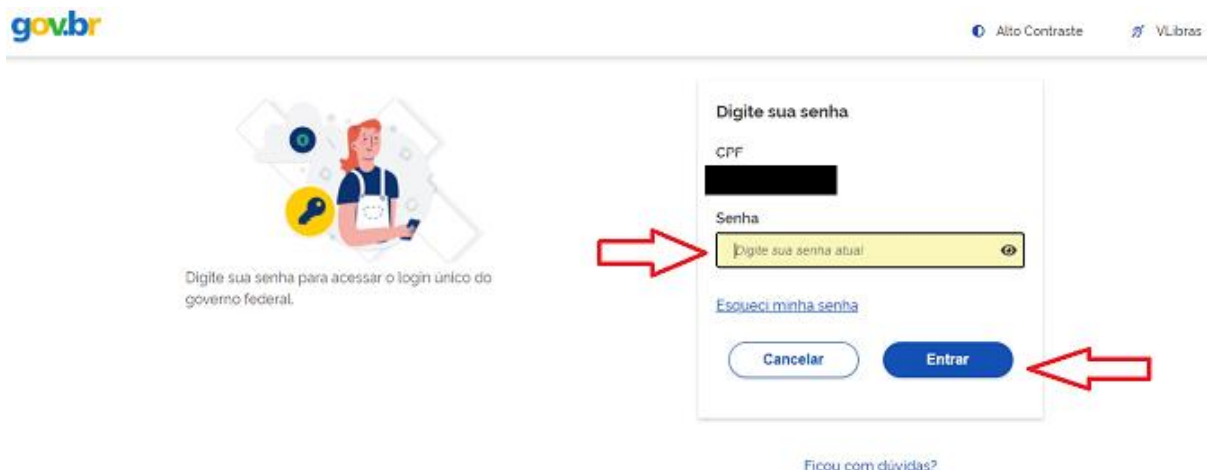 gov.br
Alto Contraste
VLibras
Digite sua senha para acessar o login único do
governo federal.
Digite sua senha
CPF
Senha
Digite sua senha atual
Esqueci minha senha
Cancelar
Entrar
Ficou com dúvidas?